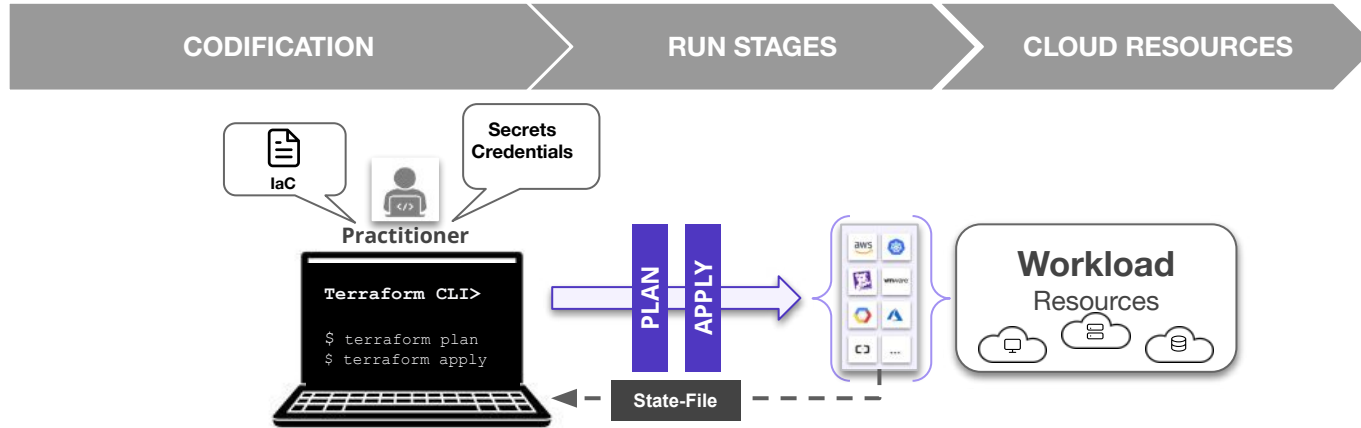 CODIFICATION
RUN STAGES
CLOUD RESOURCES
IaC
Secrets
Credentials
</>
Practitioner
Terraform CLI>
$ terraform plan
$ terraform apply
PLAN
APPLY
aws
vmware
...
Workload
Resources
State-File